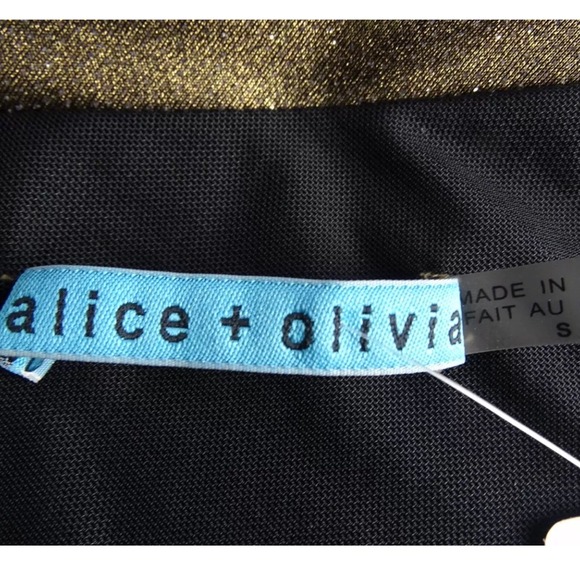 alice + olivia
MADE IN
FAIT AU
S